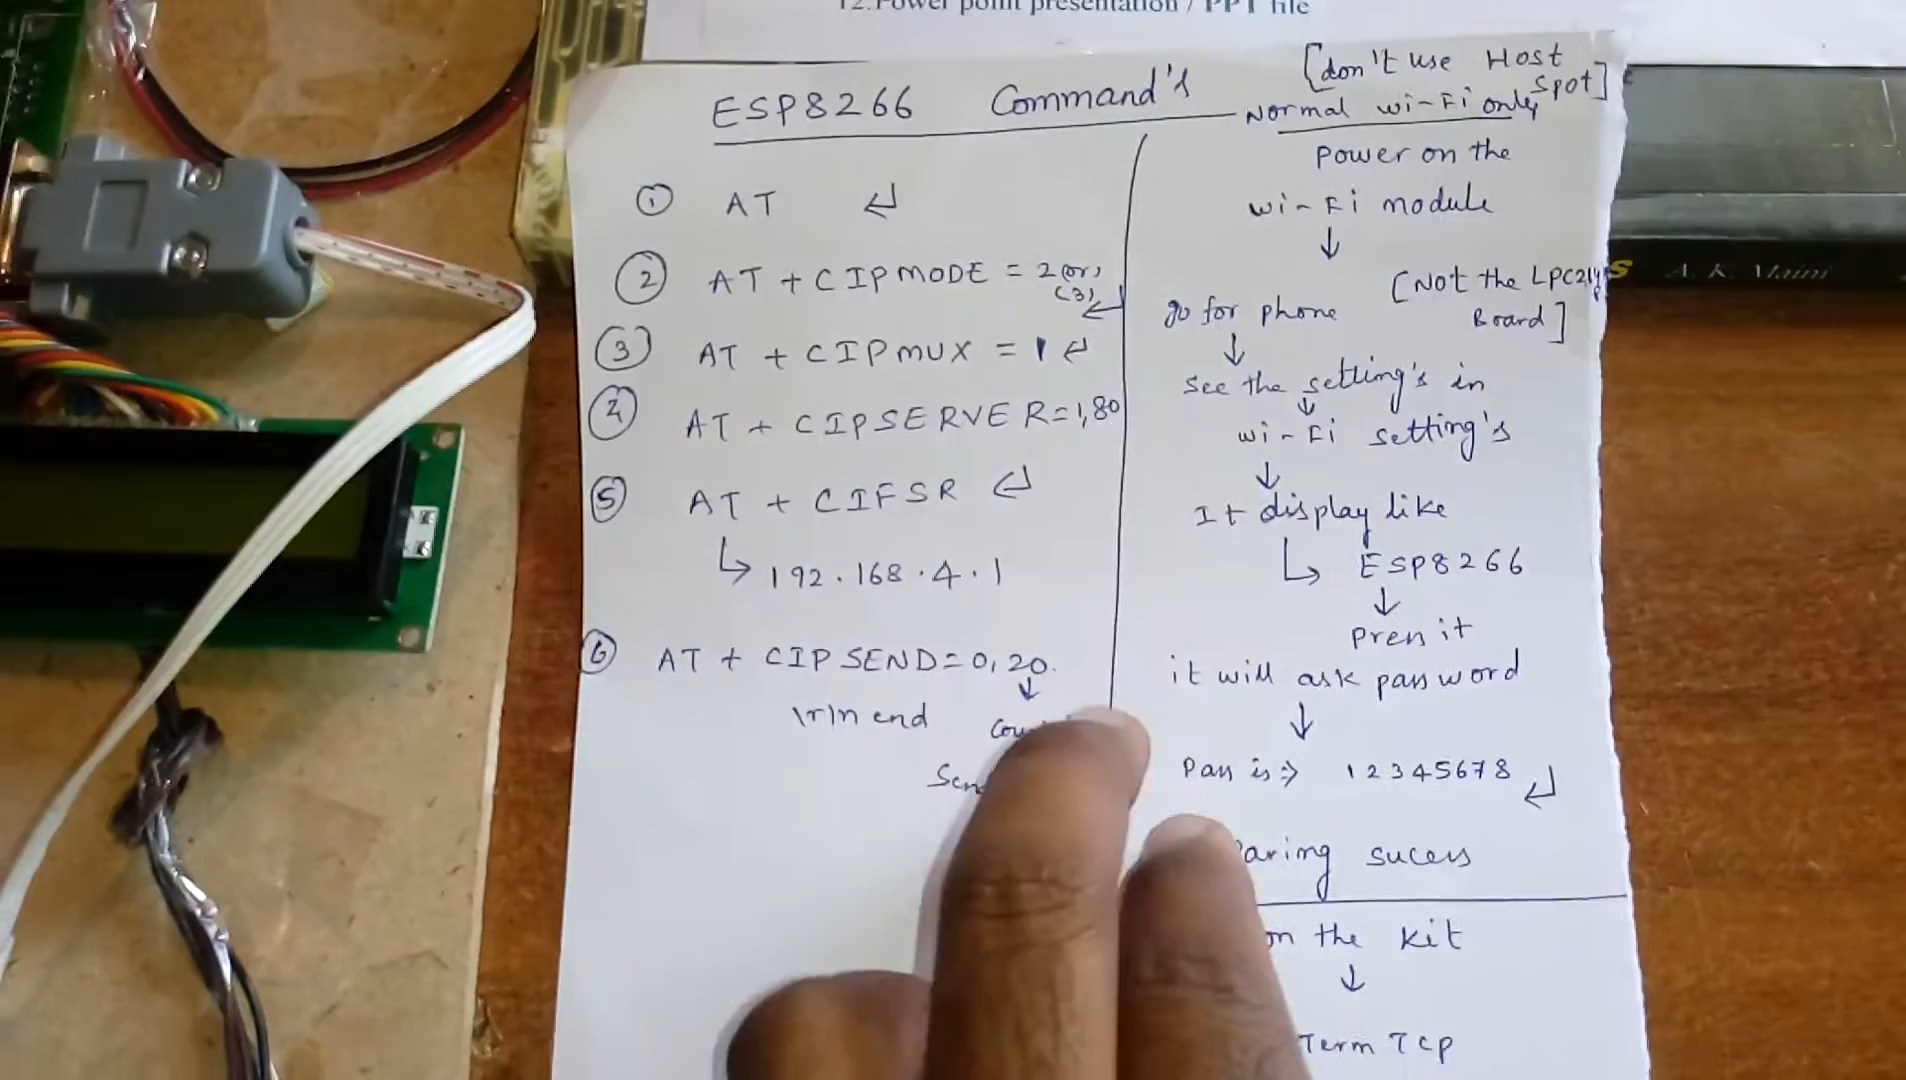 12.Power point presentation / PPT file
ESP8266 Command's
① AT ↵
② AT + CIPMODE = 2 (or)
(3) ↵
③ AT + CIPMUX = 1 ↵
④ AT + CIPSERVER=1,80
⑤ AT + CIFSR ↵
↳ 192.168.4.1
⑥ AT + CIPSEND=0,20.
↓
\r\n end
[don't use Host
spot]
Normal wi-Fi only
power on the
wi-Fi module
↓
go for phone [Not the LPC2148
Board]
↓
see the setting's in
↓
wi-Fi setting's
↓
It display like
↳ ESP8266
↓
press it
it will ask password
↓
Pass is :→ 12345678 ↵
sucess
on the kit
↓
Term Tcp
A. K. Maini